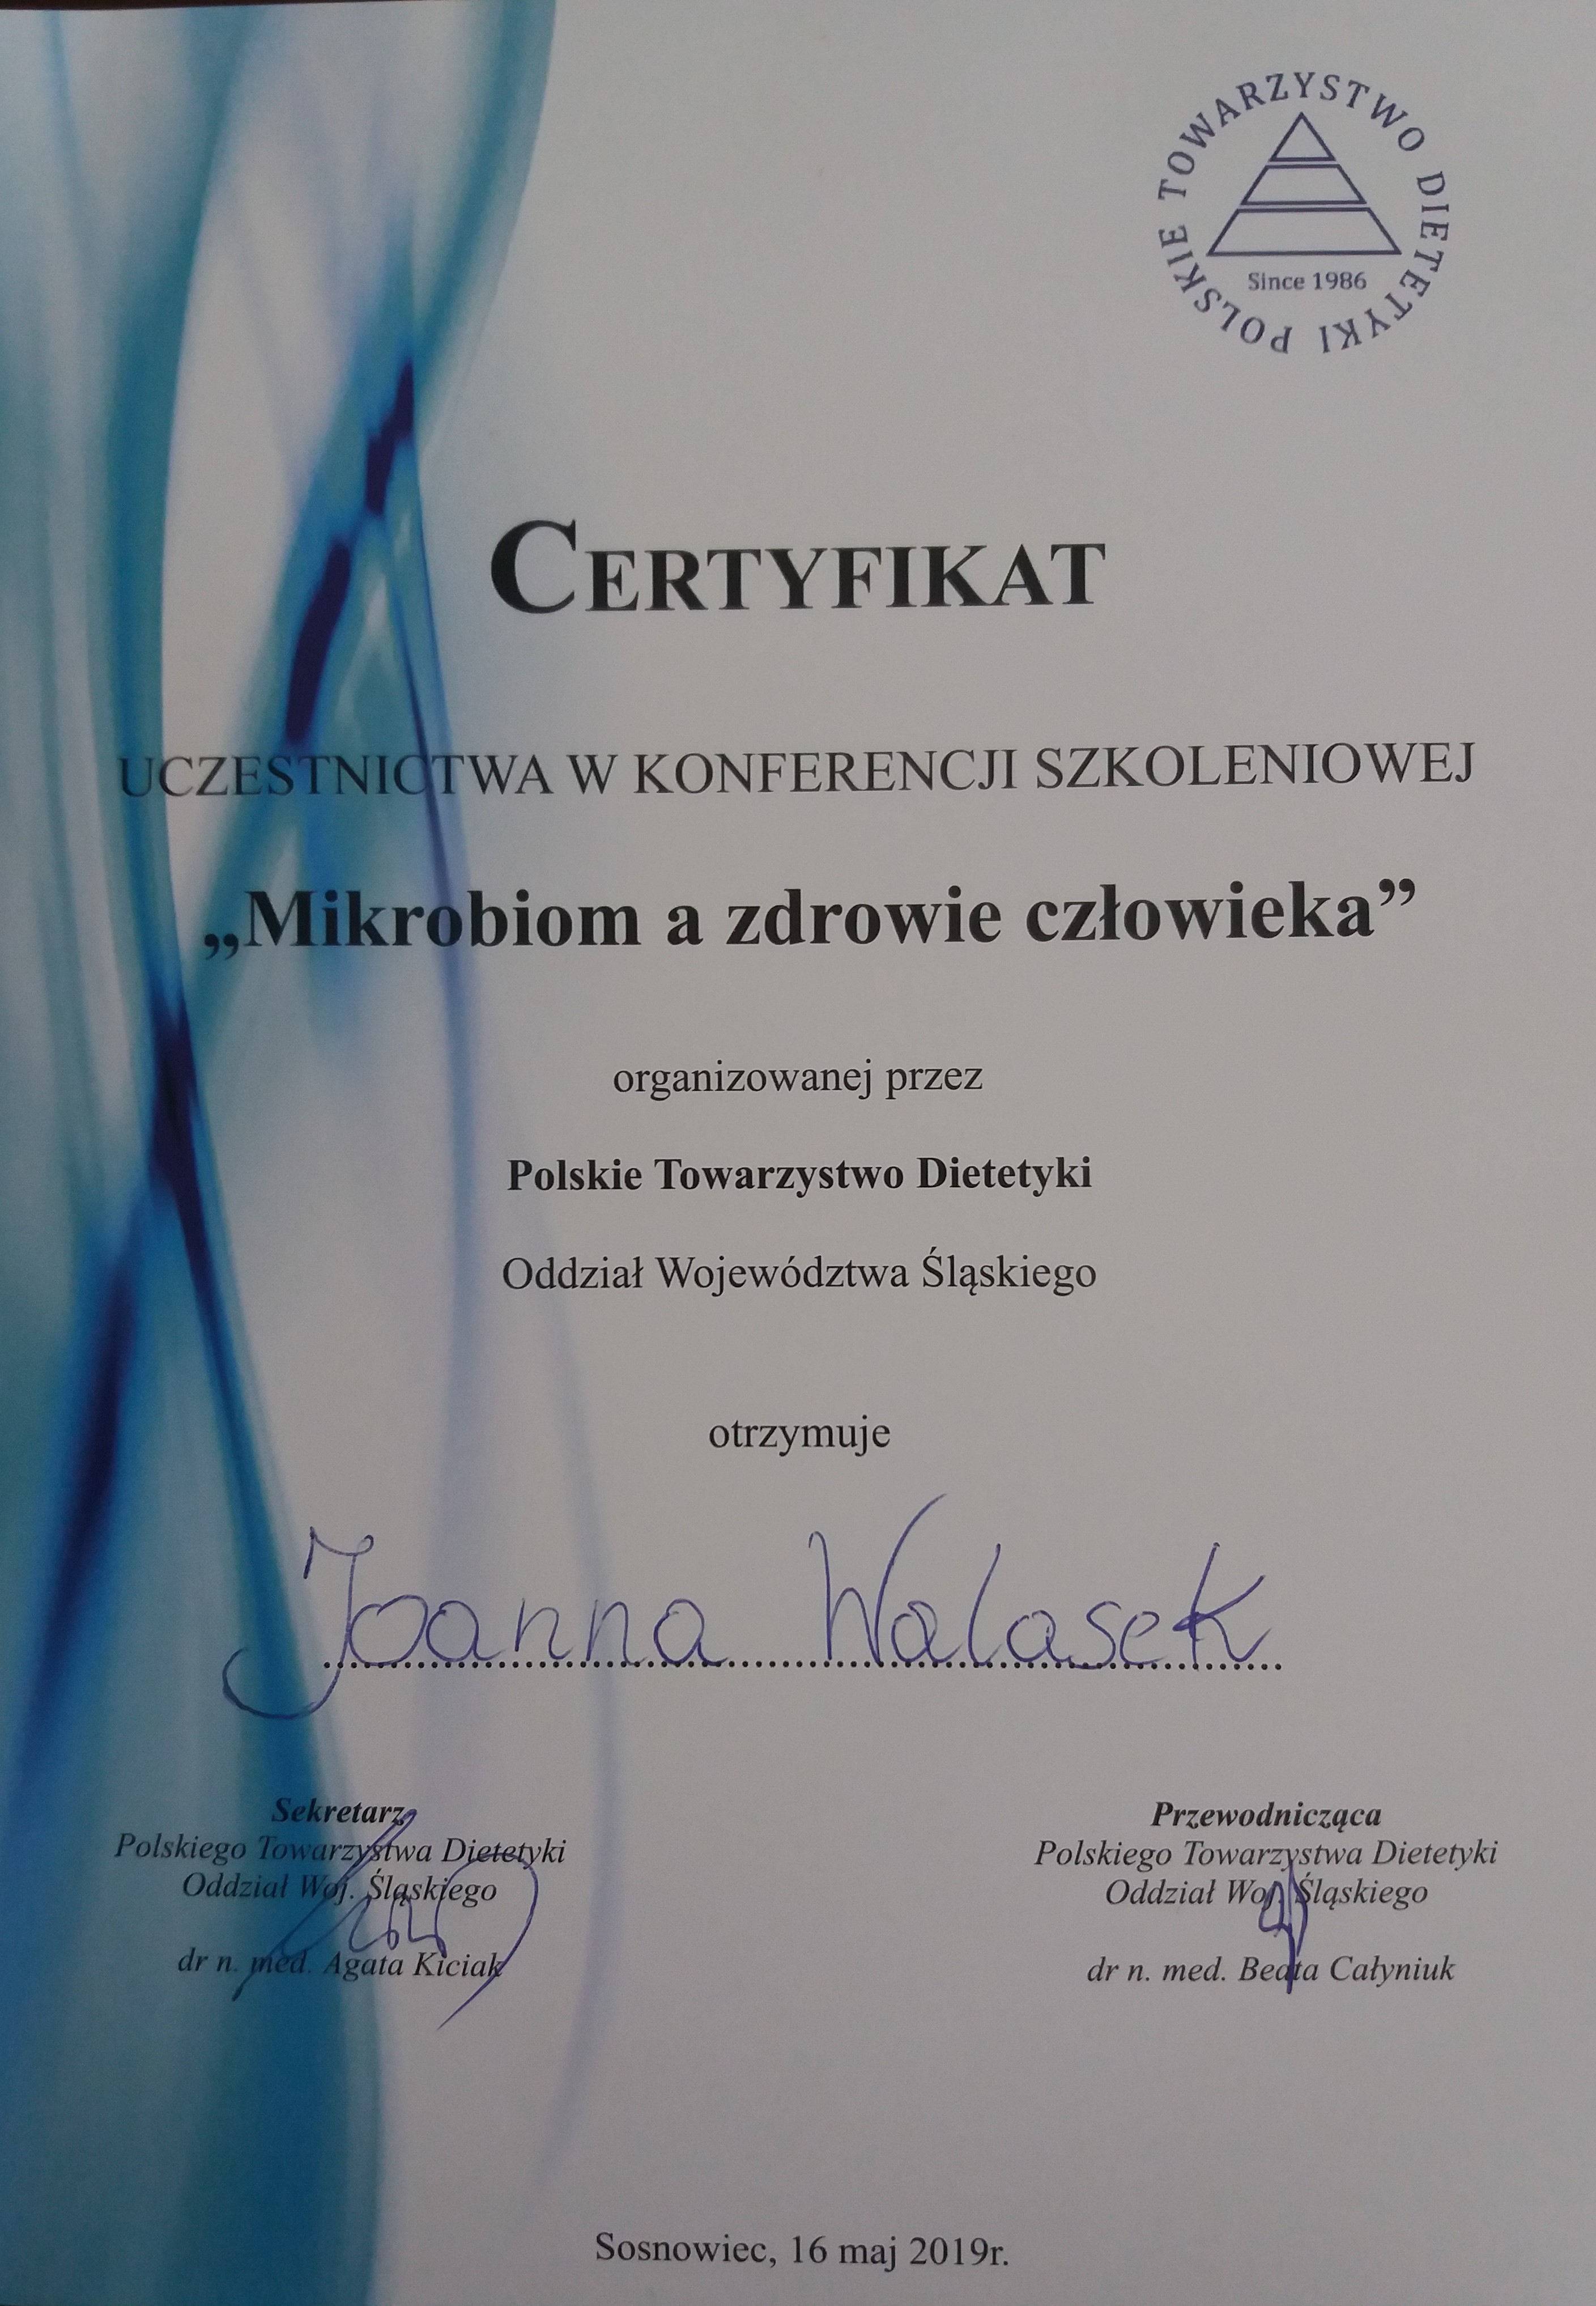 POLSKIE TOWARZYSTWO DIETETYKI
Since 1986
CERTYFIKAT
UCZESTNICTWA W KONFERENCJI SZKOLENIOWEJ
„Mikrobiom a zdrowie człowieka”
organizowanej przez
Polskie Towarzystwo Dietetyki
Oddział Województwa Śląskiego
otrzymuje
Joanna Walasek
Sekretarz
Polskiego Towarzystwa Dietetyki
Oddział Woj. Śląskiego
dr n. med. Agata Kiciak
Przewodnicząca
Polskiego Towarzystwa Dietetyki
Oddział Woj. Śląskiego
dr n. med. Beata Całyniuk
Sosnowiec, 16 maj 2019r.